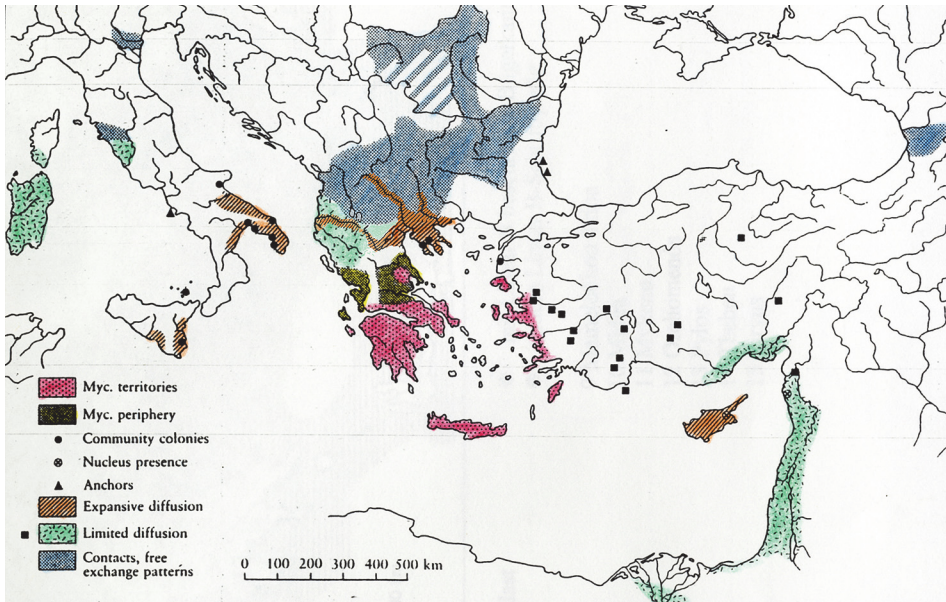 Myc. territories
Myc. periphery
Community colonies
Nucleus presence
Anchors
Expansive diffusion
Limited diffusion
Contacts, free
exchange patterns
0 100 200 300 400 500 km